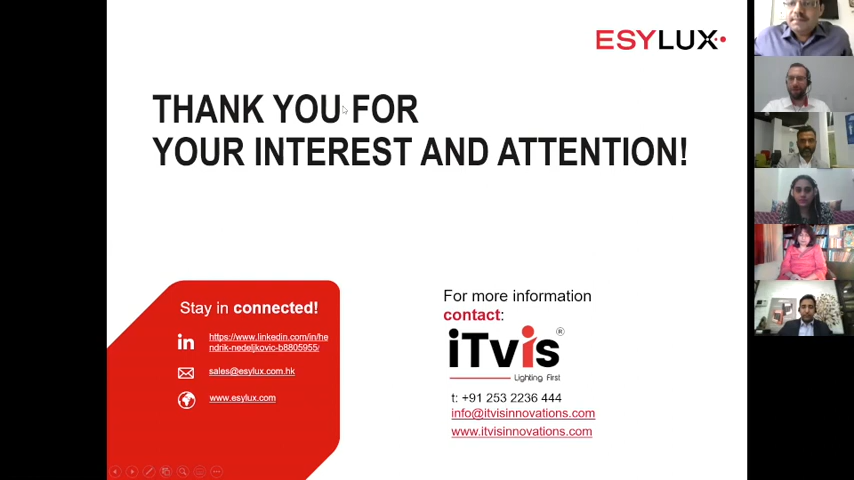 ESYLUX
THANK YOU FOR
YOUR INTEREST AND ATTENTION!
Stay in connected!
in
https://www.linkedin.com/in/he
ndrik-nedeljkovic-b8805955/
sales@esylux.com.hk
www.esylux.com
For more information
contact:
iTvis®
Lighting First
t: +91 253 2236 444
info@itvisinnovations.com
www.itvisinnovations.com